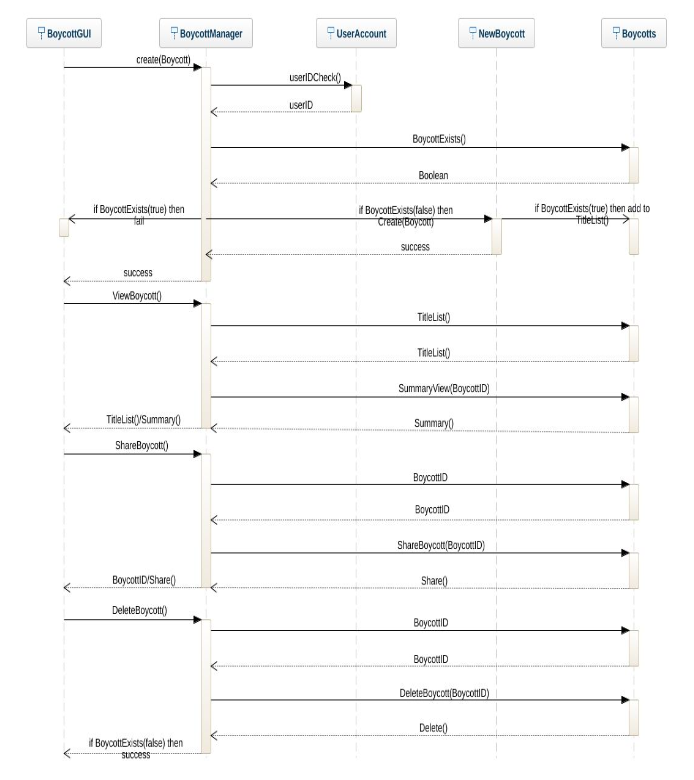 BoycottGUI
BoycottManager
UserAccount
NewBoycott
Boycotts
create(Boycott)
userIDCheck()
userID
BoycottExists()
Boolean
if BoycottExists(true) then
fail
if BoycottExists(false) then
Create(Boycott)
if BoycottExists(true) then add to
TitleList()
success
success
ViewBoycott()
TitleList()
TitleList()
SummaryView(BoycottID)
TitleList()/Summary()
Summary()
ShareBoycott()
BoycottID
BoycottID
ShareBoycott(BoycottID)
BoycottID/Share()
Share()
DeleteBoycott()
BoycottID
BoycottID
DeleteBoycott(BoycottID)
Delete()
if BoycottExists(false) then
success